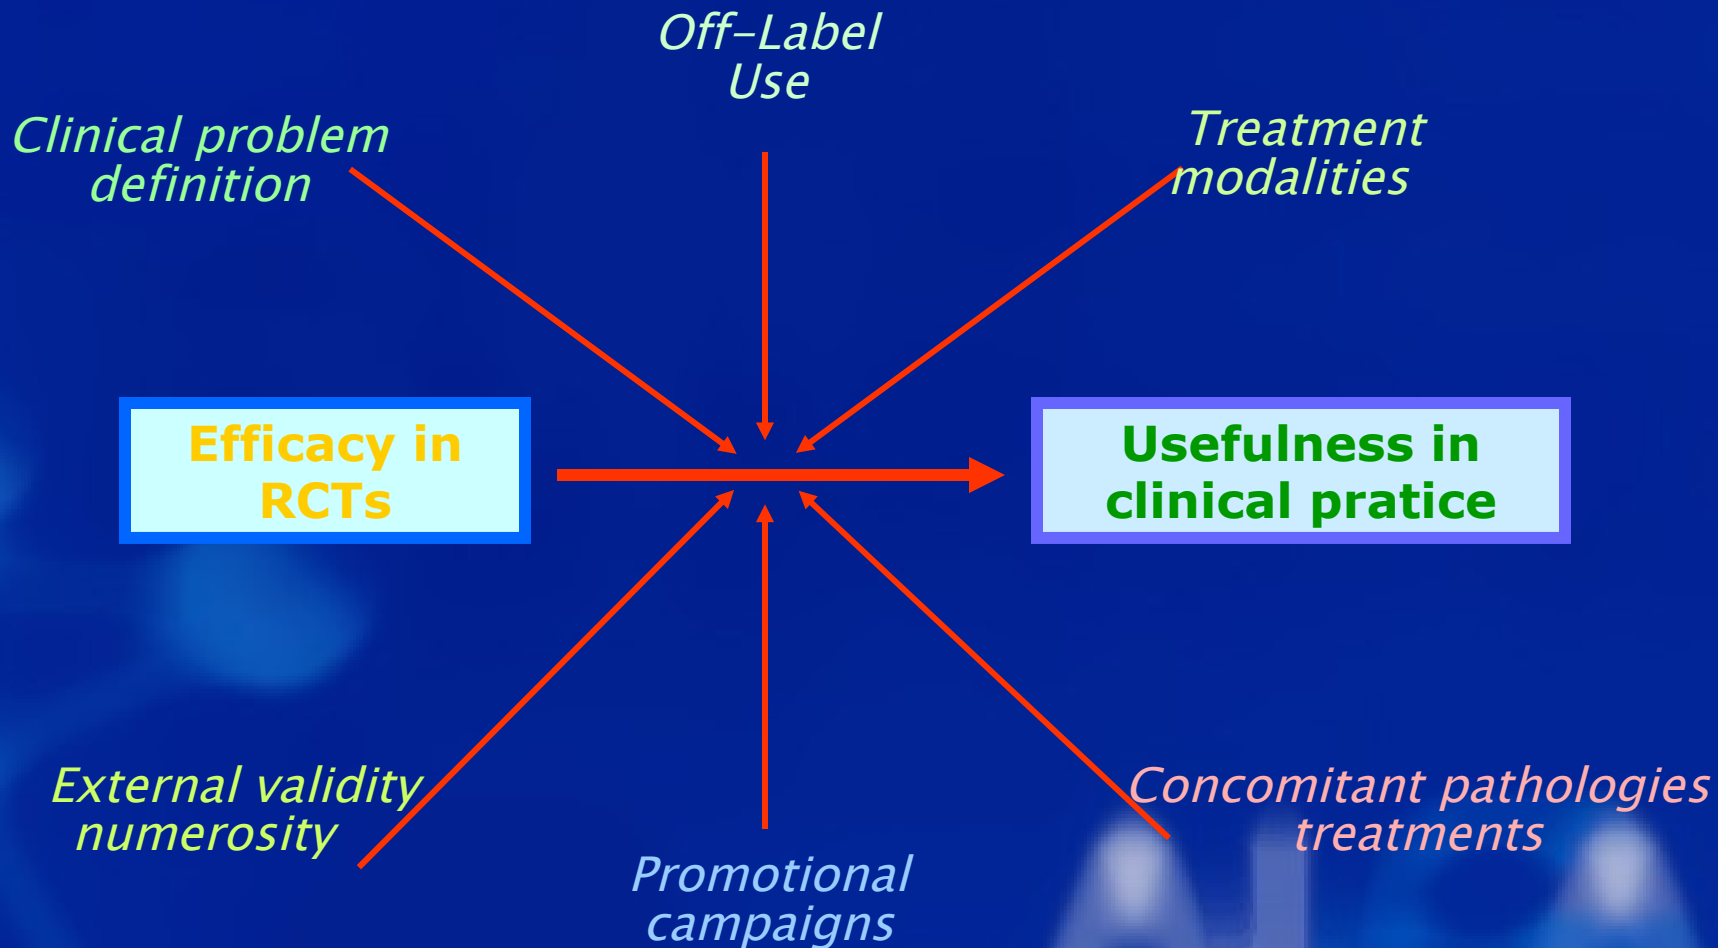 Off-Label
Use
Clinical problem
definition
Treatment
modalities
Efficacy in
RCTs
Usefulness in
clinical pratice
External validity
numerosity
Concomitant pathologies
treatments
Promotional
campaigns